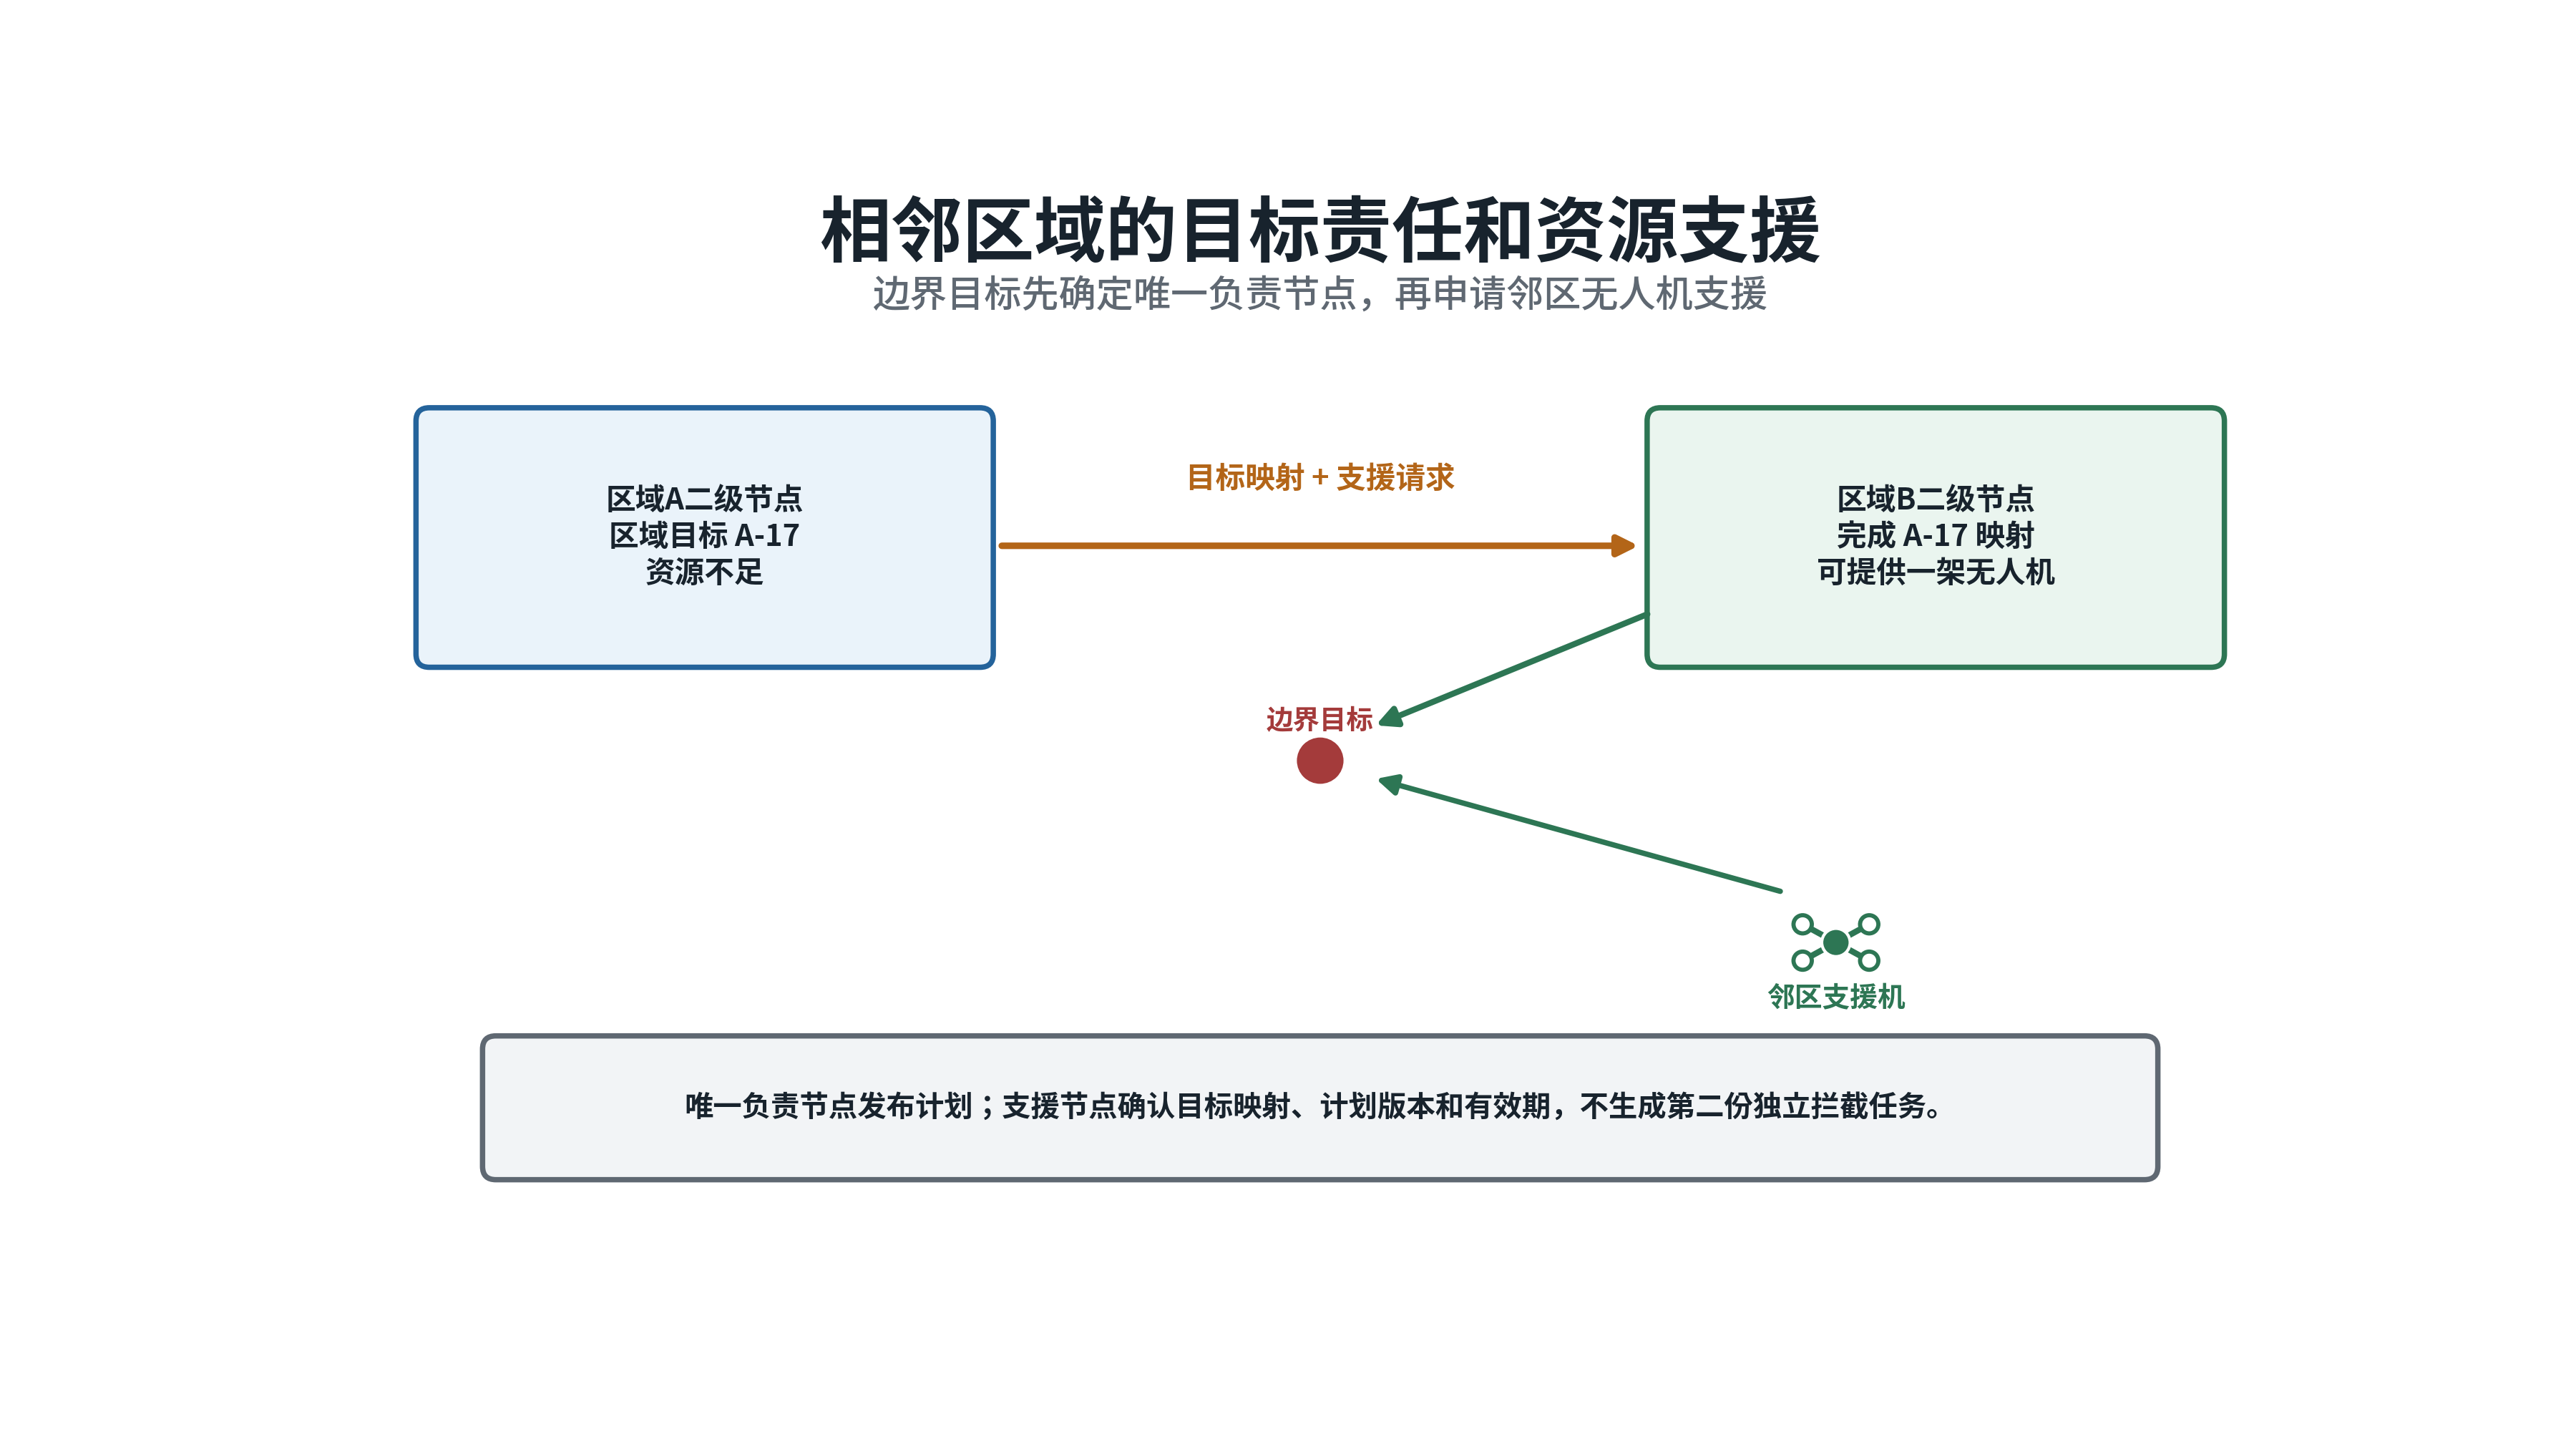 相邻区域的目标责任和资源支援
边界目标先确定唯一负责节点，再申请邻区无人机支援
目标映射 + 支援请求
区域A二级节点
区域目标 A-17
资源不足
区域B二级节点
完成 A-17 映射
可提供一架无人机
边界目标
邻区支援机
唯一负责节点发布计划；支援节点确认目标映射、计划版本和有效期，不生成第二份独立拦截任务。